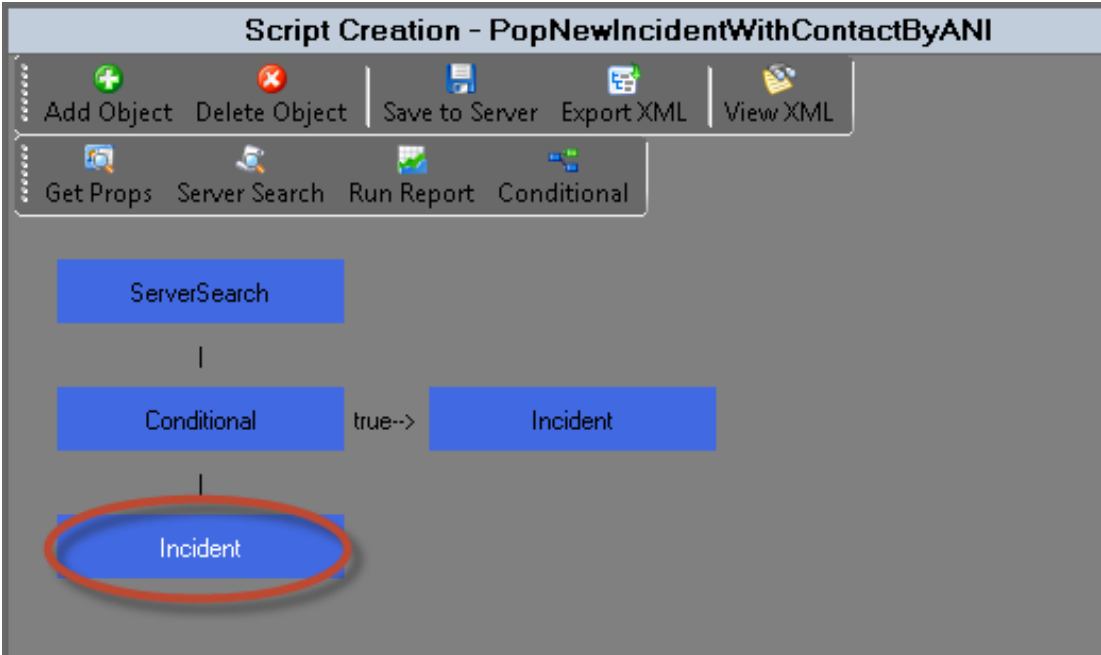 Script Creation - PopNewIncidentWithContactByANI
Add Object Delete Object Save to Server Export XML View XML
Get Props Server Search Run Report Conditional
ServerSearch
Conditional true--> Incident
Incident